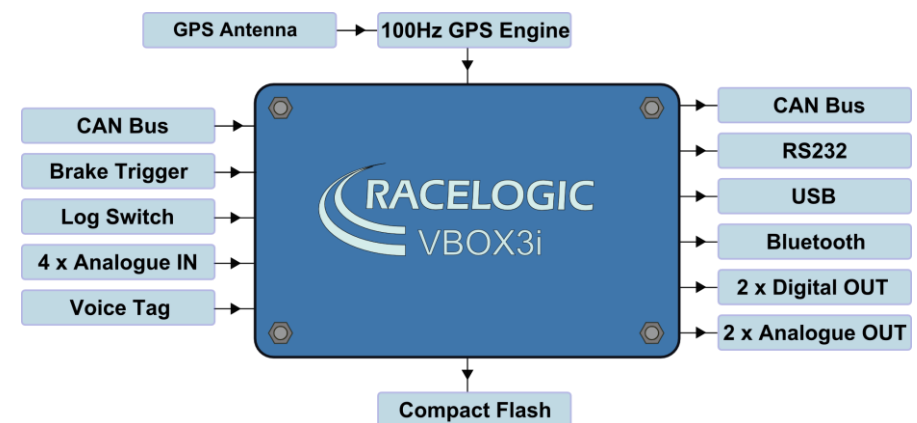 GPS Antenna
100Hz GPS Engine
CAN Bus
Brake Trigger
Log Switch
4 x Analogue IN
Voice Tag
RACELOGIC
VBOX3i
CAN Bus
RS232
USB
Bluetooth
2 x Digital OUT
2 x Analogue OUT
Compact Flash